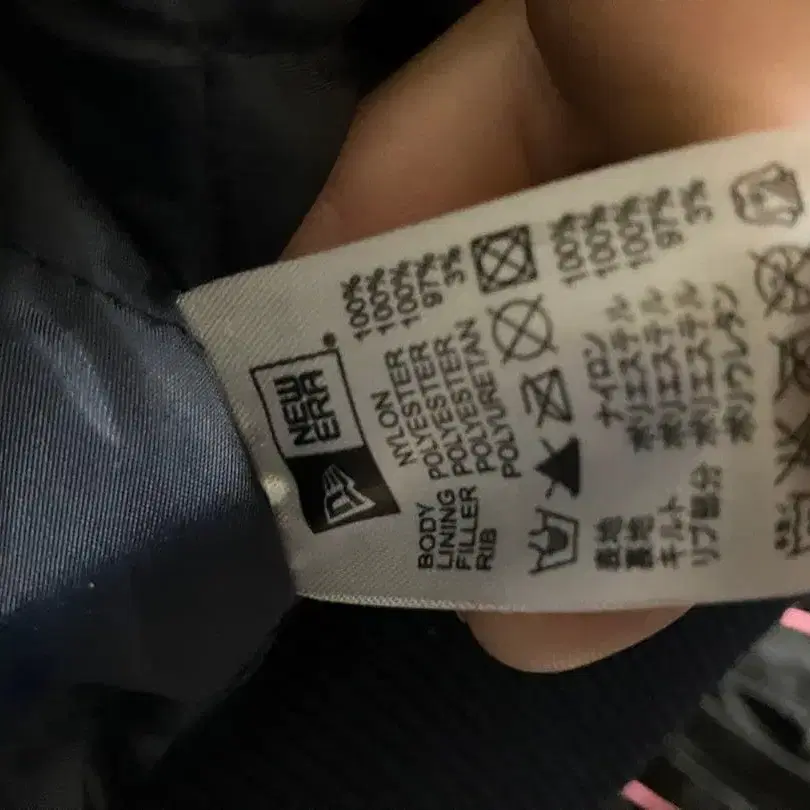 NEW
ERA
BODY NYLON 100%
LINING POLYESTER 100%
FILLER POLYESTER 100%
RIB POLYESTER 97%
POLYURETAN 3%
表地 ナイロン 100%
裏地 ポリエステル 100%
キルト ポリエステル 100%
リブ部分 ポリエステル 97%
ポリウレタン 3%